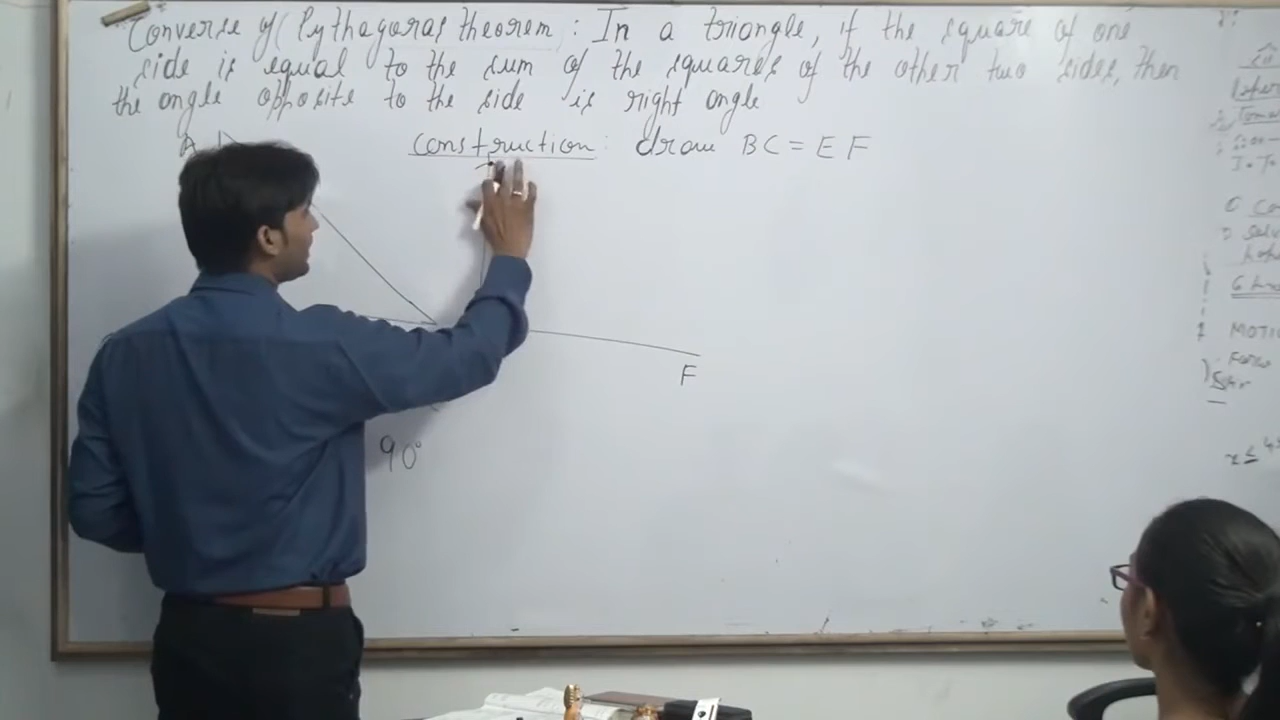 Converse of Pythagoras theorem : In a triangle, if the square of one
side is equal to the sum of the squares of the other two sides, then
the angle opposite to the side is right angle
A
construction : draw BC = EF
F
90°
MOTIO
Force
x ≤